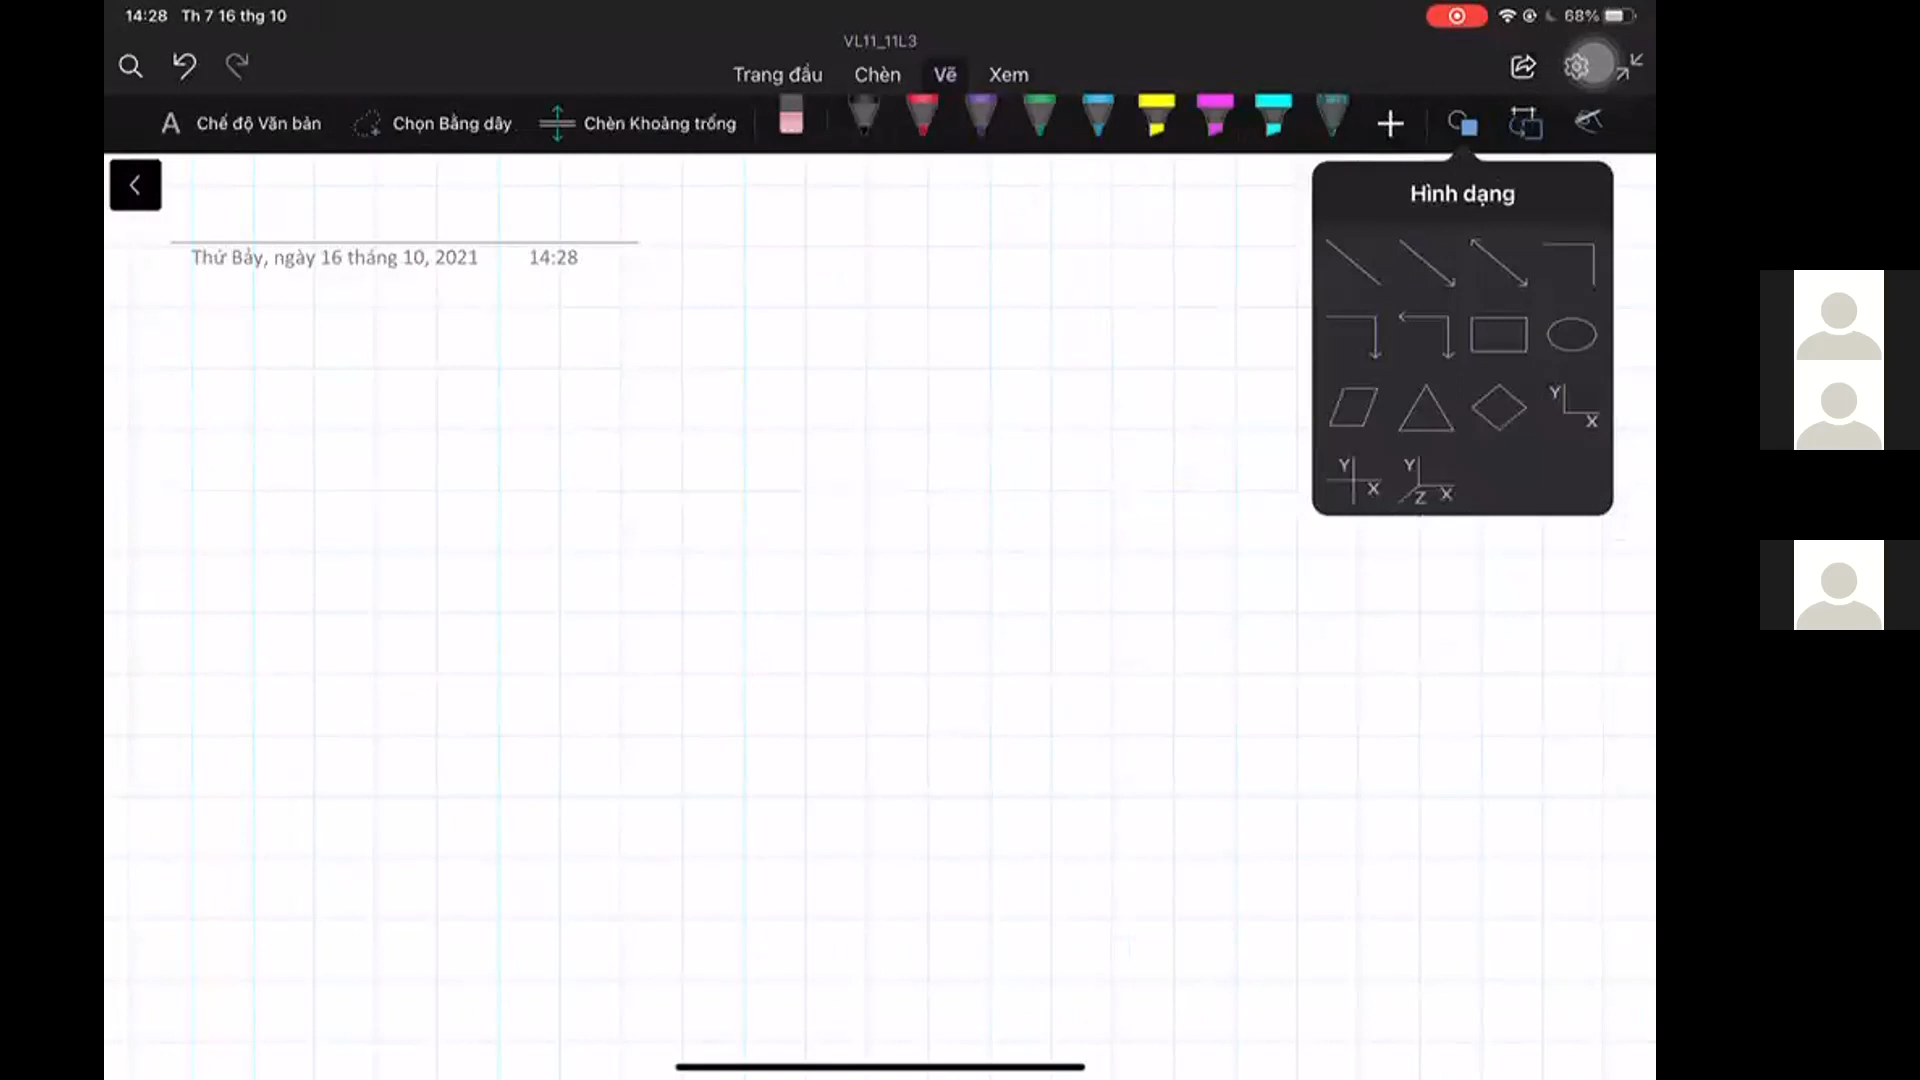 14:28 Th 7 16 thg 10
68%
VL11_11L3
Trang đầu Chèn Vẽ Xem
A Chế độ Văn bản Chọn Bằng dây Chèn Khoảng trống
Hình dạng
Thứ Bảy, ngày 16 tháng 10, 2021 14:28
Y X
Y X
Y Z X